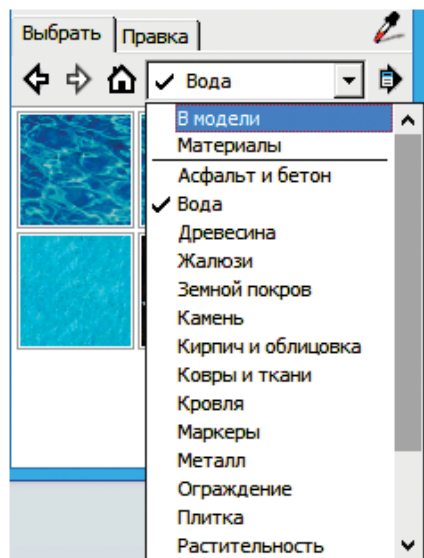 Выбрать Правка
Вода
В модели
Материалы
Асфальт и бетон
Вода
Древесина
Жалюзи
Земной покров
Камень
Кирпич и облицовка
Ковры и ткани
Кровля
Маркеры
Металл
Ограждение
Плитка
Растительность